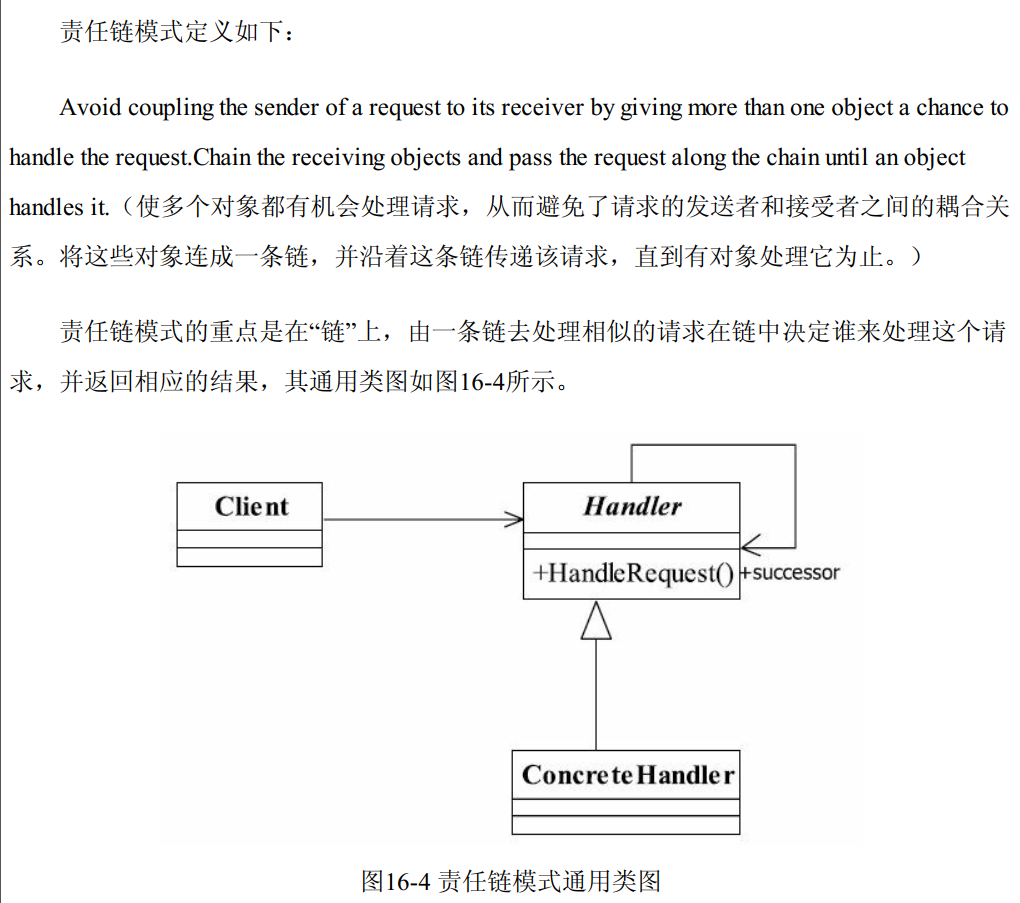 责任链模式定义如下：
Avoid coupling the sender of a request to its receiver by giving more than one object a chance to
handle the request.Chain the receiving objects and pass the request along the chain until an object
handles it.（使多个对象都有机会处理请求，从而避免了请求的发送者和接受者之间的耦合关
系。将这些对象连成一条链，并沿着这条链传递该请求，直到有对象处理它为止。）
责任链模式的重点是在“链”上，由一条链去处理相似的请求在链中决定谁来处理这个请
求，并返回相应的结果，其通用类图如图16-4所示。
Client
Handler
+HandleRequest()
+successor
ConcreteHandler
图16-4 责任链模式通用类图